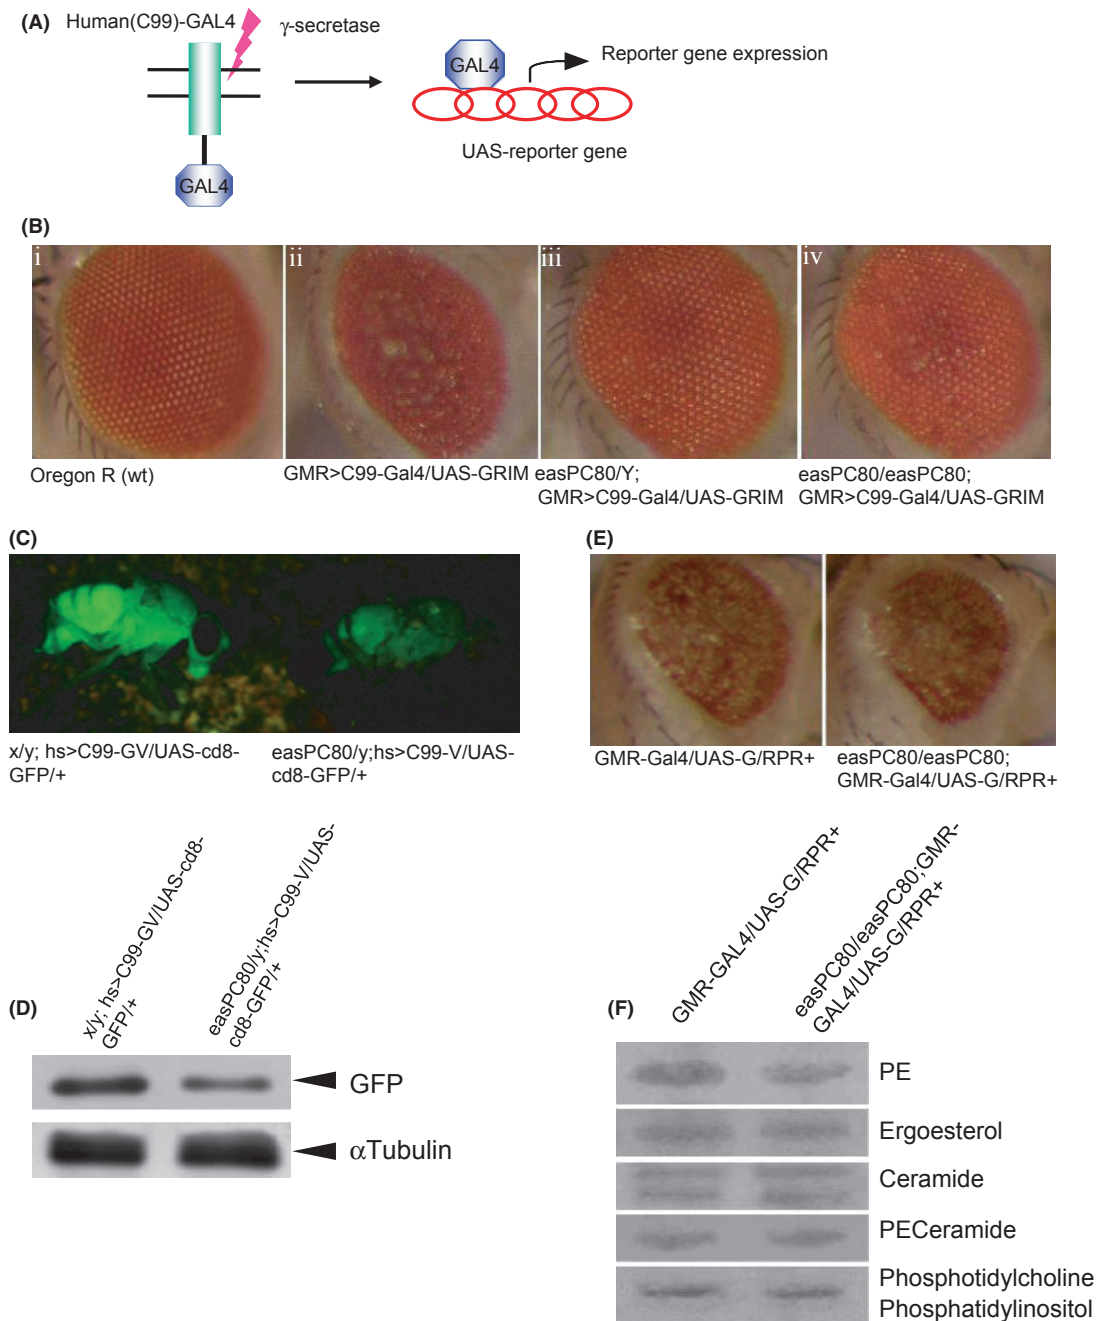 (A)
Human(C99)-GAL4
γ-secretase
GAL4
GAL4
Reporter gene expression
UAS-reporter gene
(B)
i
ii
iii
iv
Oregon R (wt)
GMR>C99-Gal4/UAS-GRIM
easPC80/Y;
GMR>C99-Gal4/UAS-GRIM
easPC80/easPC80;
GMR>C99-Gal4/UAS-GRIM
(C)
x/y; hs>C99-GV/UAS-cd8-
GFP/+
easPC80/y;hs>C99-V/UAS-
cd8-GFP/+
(E)
GMR-Gal4/UAS-G/RPR+
easPC80/easPC80;
GMR-Gal4/UAS-G/RPR+
(D)
x/y; hs>C99-GV/UAS-cd8-
GFP/+
easPC80/y;hs>C99-V/UAS-
cd8-GFP/+
GFP
αTubulin
(F)
GMR-GAL4/UAS-G/RPR+
easPC80/easPC80;GMR-
GAL4/UAS-G/RPR+
PE
Ergoesterol
Ceramide
PECeramide
Phosphotidylcholine
Phosphatidylinositol